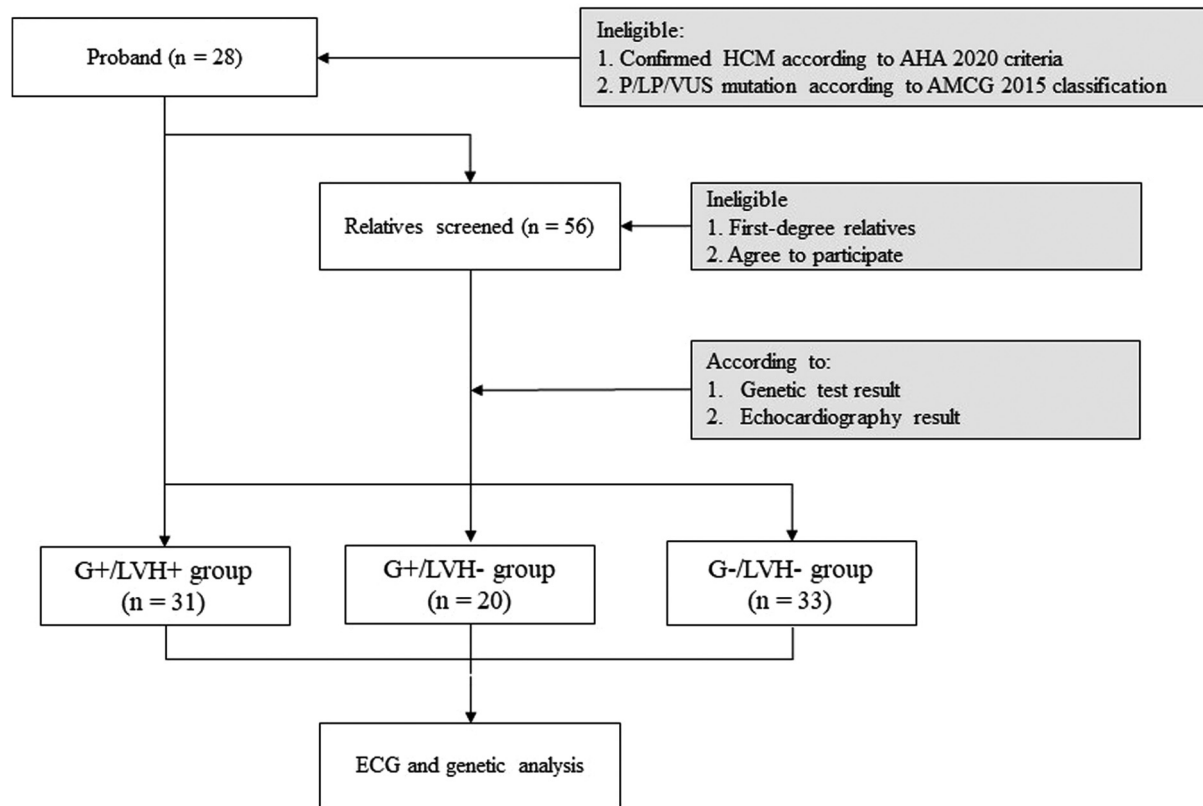 Proband (n = 28)
Ineligible:
1. Confirmed HCM according to AHA 2020 criteria
2. P/LP/VUS mutation according to AMCG 2015 classification
Relatives screened (n = 56)
Ineligible
1. First-degree relatives
2. Agree to participate
According to:
1. Genetic test result
2. Echocardiography result
G+/LVH+ group
(n = 31)
G+/LVH- group
(n = 20)
G-/LVH- group
(n = 33)
ECG and genetic analysis